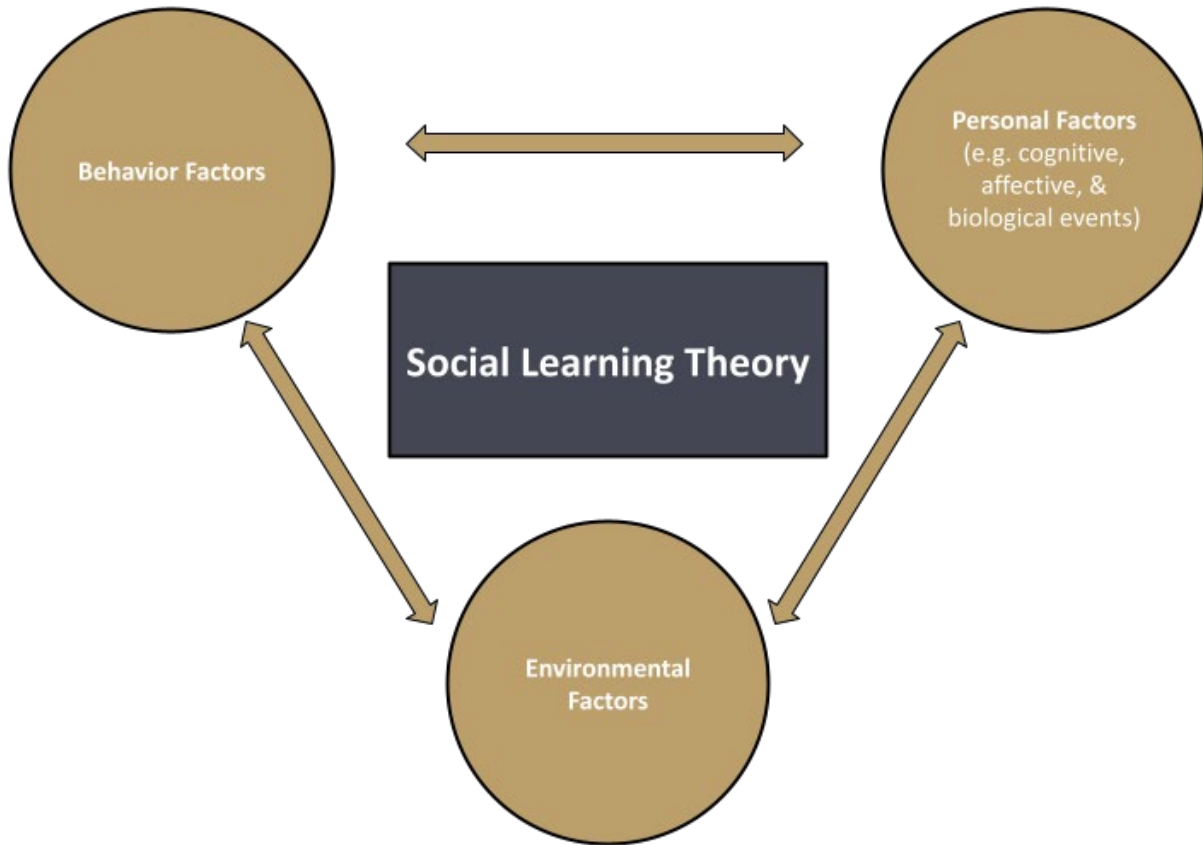 Behavior Factors
Personal Factors
(e.g. cognitive,
affective, &
biological events)
Social Learning Theory
Environmental
Factors